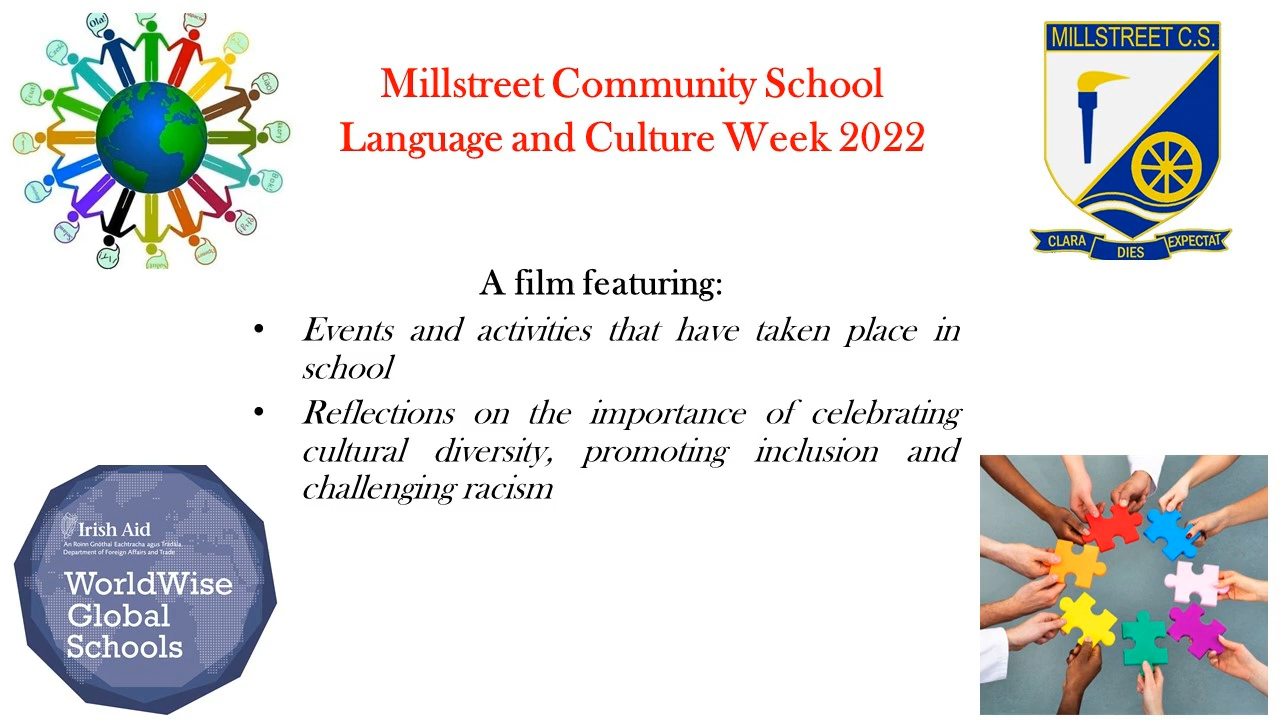 Ola!
Ciao
Millstreet Community School
Language and Culture Week 2022
MILLSTREET C.S.
CLARA DIES EXPECTAT
A film featuring:
• Events and activities that have taken place in
school
• Reflections on the importance of celebrating
cultural diversity, promoting inclusion and
challenging racism
Irish Aid
An Roinn Gnóthaí Eachtracha agus Trádála
Department of Foreign Affairs and Trade
WorldWise
Global
Schools